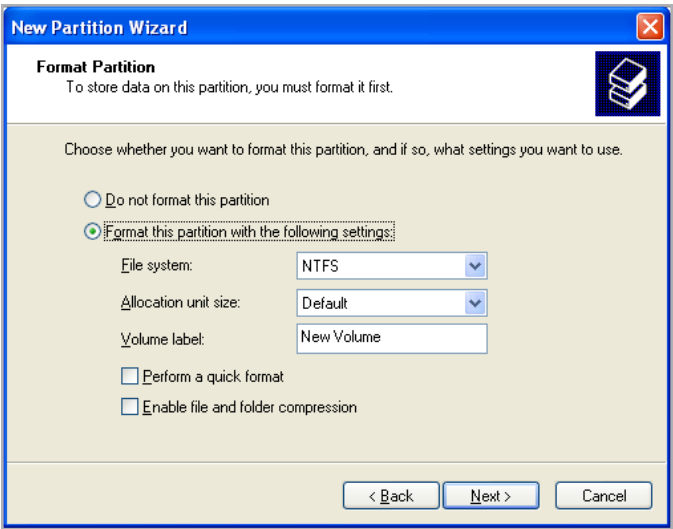 New Partition Wizard
Format Partition
To store data on this partition, you must format it first.
Choose whether you want to format this partition, and if so, what settings you want to use.
Do not format this partition
Format this partition with the following settings:
File system: NTFS
Allocation unit size: Default
Volume label: New Volume
Perform a quick format
Enable file and folder compression
< Back Next > Cancel